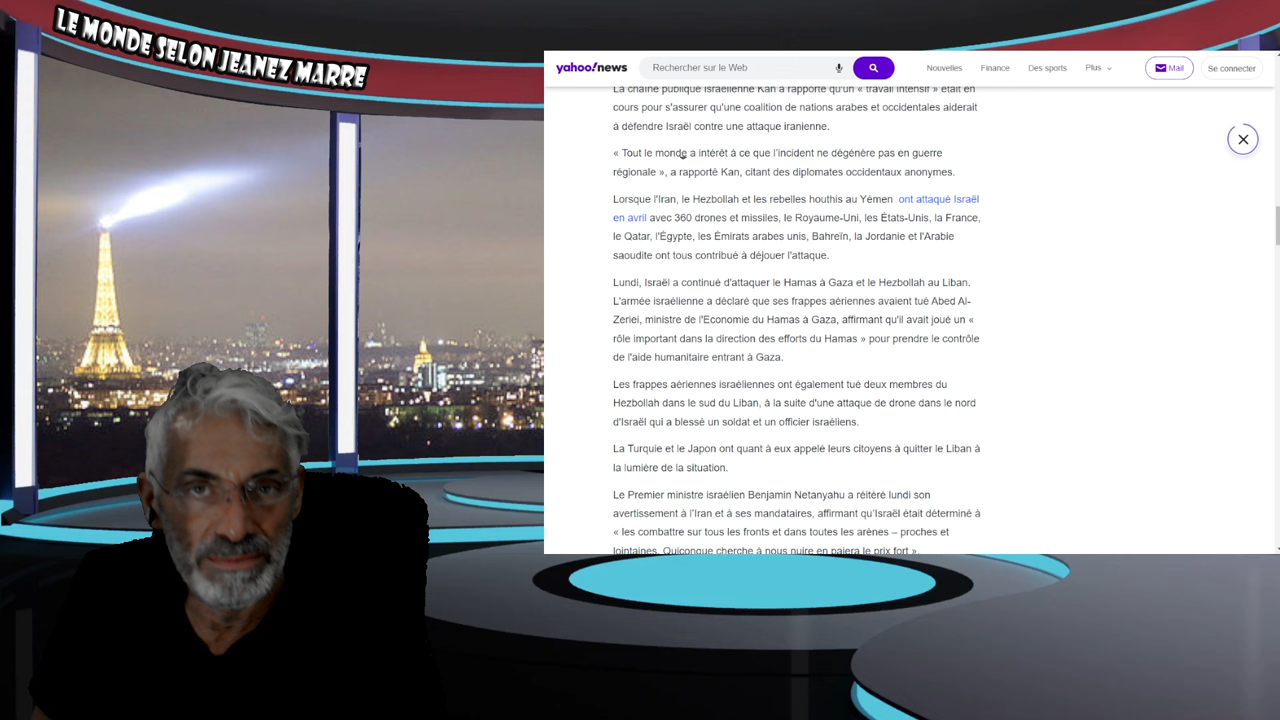 LE MONDE SELON JEANEZ MARRE
yahoo!news
Rechercher sur le Web
Nouvelles
Finance
Des sports
Plus
Mail
Se connecter
La chaîne publique israélienne Kan a rapporté qu'un « travail intensif » était en
cours pour s'assurer qu'une coalition de nations arabes et occidentales aiderait
à défendre Israël contre une attaque iranienne.
« Tout le monde a intérêt à ce que l'incident ne dégénère pas en guerre
régionale », a rapporté Kan, citant des diplomates occidentaux anonymes.
Lorsque l'Iran, le Hezbollah et les rebelles houthis au Yémen ont attaqué Israël
en avril avec 360 drones et missiles, le Royaume-Uni, les États-Unis, la France,
le Qatar, l'Égypte, les Émirats arabes unis, Bahreïn, la Jordanie et l'Arabie
saoudite ont tous contribué à déjouer l'attaque.
Lundi, Israël a continué d'attaquer le Hamas à Gaza et le Hezbollah au Liban.
L'armée israélienne a déclaré que ses frappes aériennes avaient tué Abed Al-
Zeriei, ministre de l'Economie du Hamas à Gaza, affirmant qu'il avait joué un «
rôle important dans la direction des efforts du Hamas » pour prendre le contrôle
de l'aide humanitaire entrant à Gaza.
Les frappes aériennes israéliennes ont également tué deux membres du
Hezbollah dans le sud du Liban, à la suite d'une attaque de drone dans le nord
d'Israël qui a blessé un soldat et un officier israéliens.
La Turquie et le Japon ont quant à eux appelé leurs citoyens à quitter le Liban à
la lumière de la situation.
Le Premier ministre israélien Benjamin Netanyahu a réitéré lundi son
avertissement à l'Iran et à ses mandataires, affirmant qu'Israël était déterminé à
« les combattre sur tous les fronts et dans toutes les arènes – proches et
lointaines. Quiconque cherche à nous nuire en paiera le prix fort ».